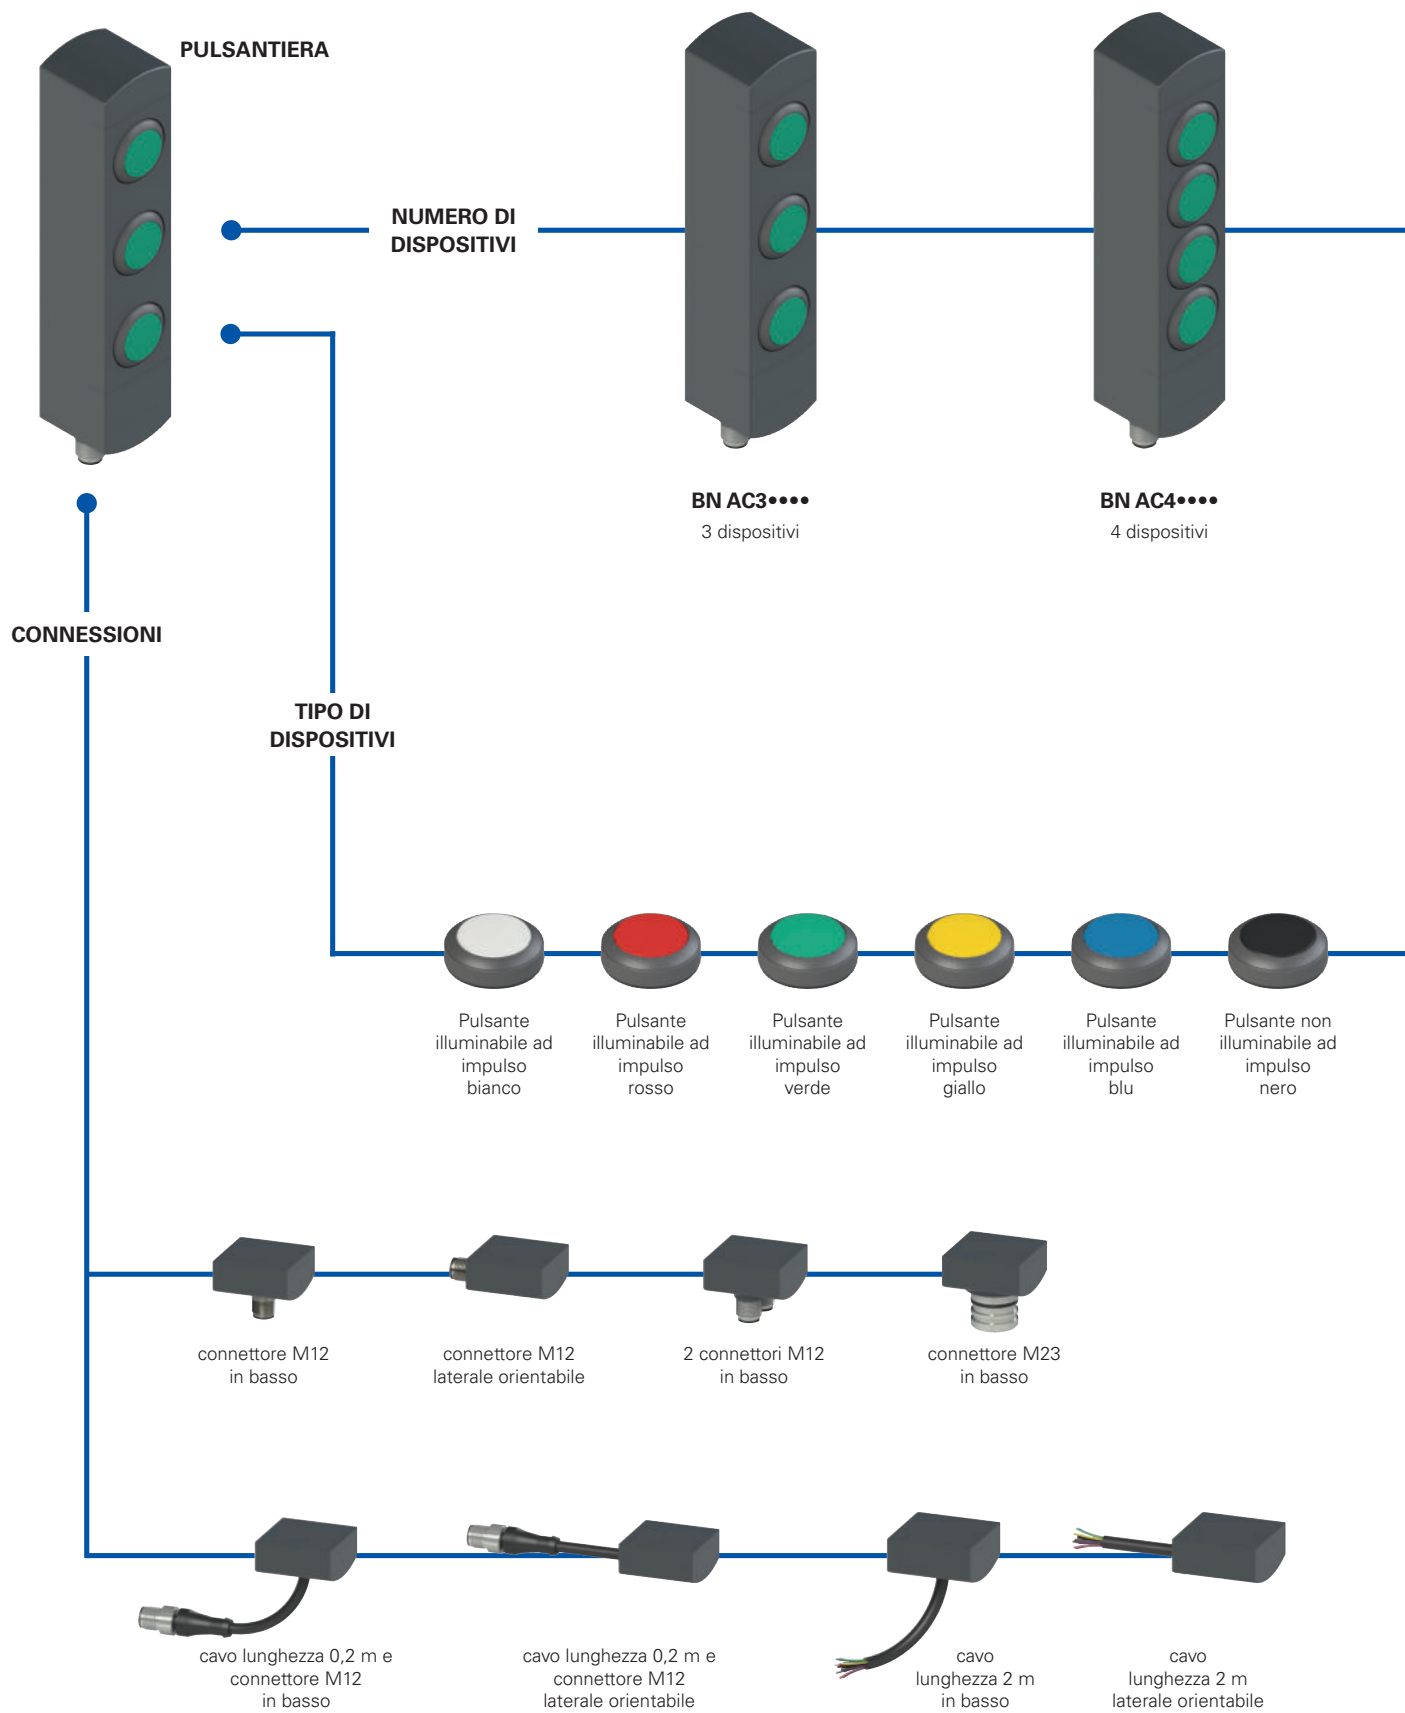 PULSANTIERA
NUMERO DI
DISPOSITIVI
BN AC3••••
3 dispositivi
BN AC4••••
4 dispositivi
CONNESSIONI
TIPO DI
DISPOSITIVI
Pulsante
illuminabile ad
impulso
bianco
Pulsante
illuminabile ad
impulso
rosso
Pulsante
illuminabile ad
impulso
verde
Pulsante
illuminabile ad
impulso
giallo
Pulsante
illuminabile ad
impulso
blu
Pulsante non
illuminabile ad
impulso
nero
connettore M12
in basso
connettore M12
laterale orientabile
2 connettori M12
in basso
connettore M23
in basso
cavo lunghezza 0,2 m e
connettore M12
in basso
cavo lunghezza 0,2 m e
connettore M12
laterale orientabile
cavo
lunghezza 2 m
in basso
cavo
lunghezza 2 m
laterale orientabile